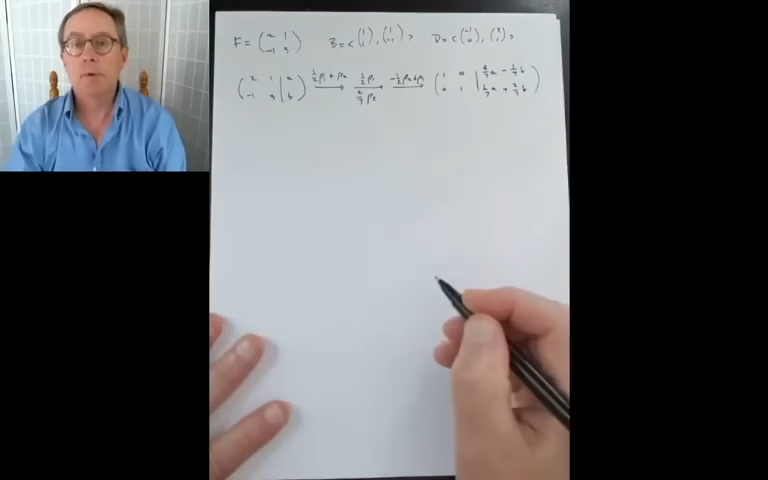 F = ( 2 1 ; -1 3 ) B = < ( 1 ; 1 ), ( 1 ; -1 ) > D = < ( -1 ; 0 ), ( ; 1 ) >
( 2 1 | a ; -1 3 | b ) 1/2 ρ1 + ρ2 → 1/2 ρ1 2/7 ρ2 → -1/2 ρ2 + ρ1 → ( 1 0 | 3/7 a - 1/7 b ; 0 1 | 1/7 a + 2/7 b )